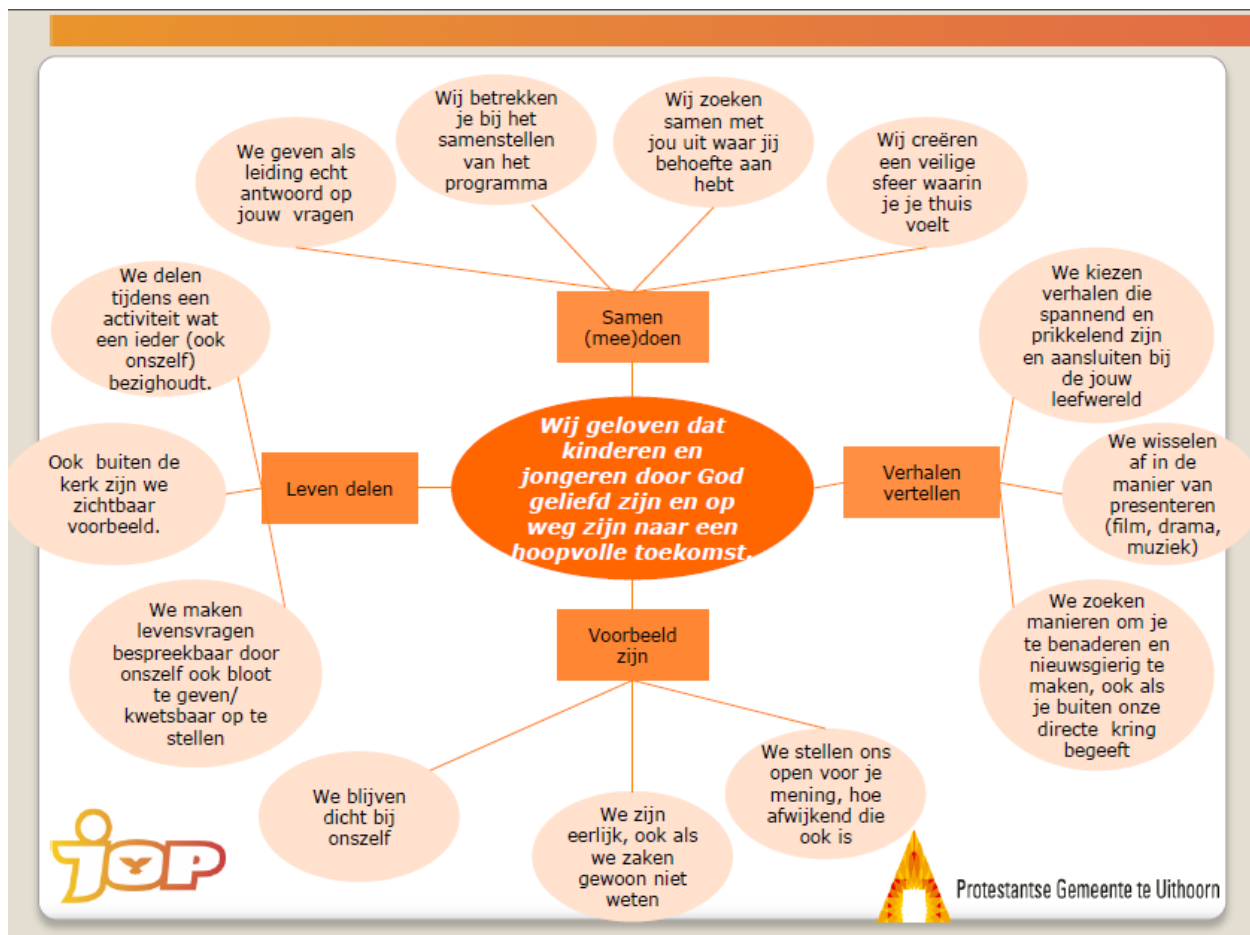 Wij betrekken
je bij het
samenstellen
van het
programma
Wij zoeken
samen met
jou uit waar jij
behoefte aan
hebt
We geven als
leiding echt
antwoord op
jouw vragen
Wij creëren
een veilige
sfeer waarin
je je thuis
voelt
Samen
(mee)doen
We delen
tijdens een
activiteit wat
een ieder (ook
onszelf)
bezighoudt.
Ook buiten de
kerk zijn we
zichtbaar
voorbeeld.
We maken
levensvragen
bespreekbaar door
onszelf ook bloot
te geven/
kwetsbaar op te
stellen
Leven delen
Wij geloven dat
kinderen en
jongeren door God
geliefd zijn en op
weg zijn naar een
hoopvolle toekomst.
Verhalen
vertellen
We kiezen
verhalen die
spannend en
prikkelend zijn
en aansluiten bij
de jouw
leefwereld
We wisselen
af in de
manier van
presenteren
(film, drama,
muziek)
We zoeken
manieren om je
te benaderen en
nieuwsgierig te
maken, ook als
je buiten onze
directe kring
begeeft
Voorbeeld
zijn
We blijven
dicht bij
onszelf
We zijn
eerlijk, ook als
we zaken
gewoon niet
weten
We stellen ons
open voor je
mening, hoe
afwijkend die
ook is
jOP
Protestantse Gemeente te Uithoorn